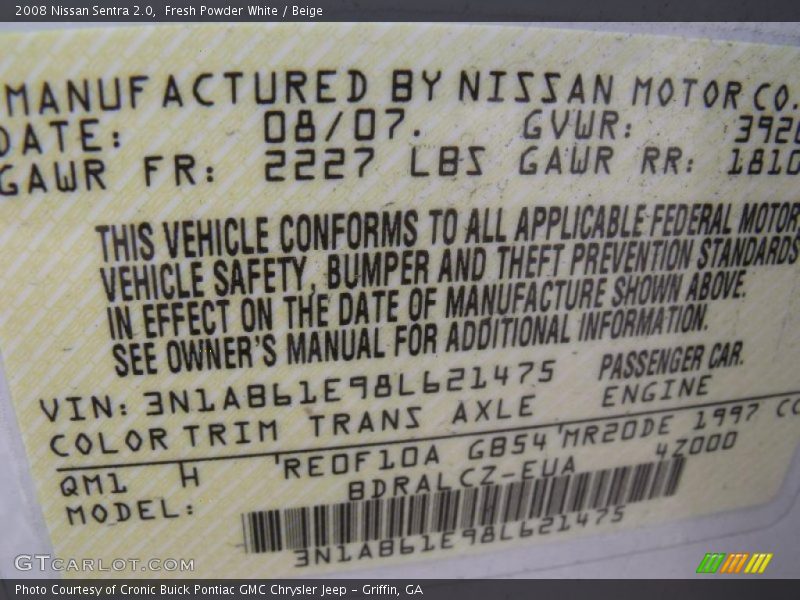 2008 Nissan Sentra 2.0,  Fresh Powder White / Beige
MANUFACTURED BY NISSAN MOTOR CO.
DATE: 08/07. GVWR: 392
GAWR FR: 2227 LBS GAWR RR: 1810
THIS VEHICLE CONFORMS TO ALL APPLICABLE FEDERAL MOTOR
VEHICLE SAFETY, BUMPER AND THEFT PREVENTION STANDARDS
IN EFFECT ON THE DATE OF MANUFACTURE SHOWN ABOVE.
SEE OWNER'S MANUAL FOR ADDITIONAL INFORMATION.
VIN: 3N1AB61E98L621475 PASSENGER CAR.
COLOR TRIM TRANS AXLE ENGINE
QM1 H 'RE0F10A GB54'MR20DE 1997 CC
MODEL: BDRALCZ-EUA 4Z000
3N1AB61E98L621475
GTCARLOT.COM
Photo Courtesy of Cronic Buick Pontiac GMC Chrysler Jeep - Griffin, GA